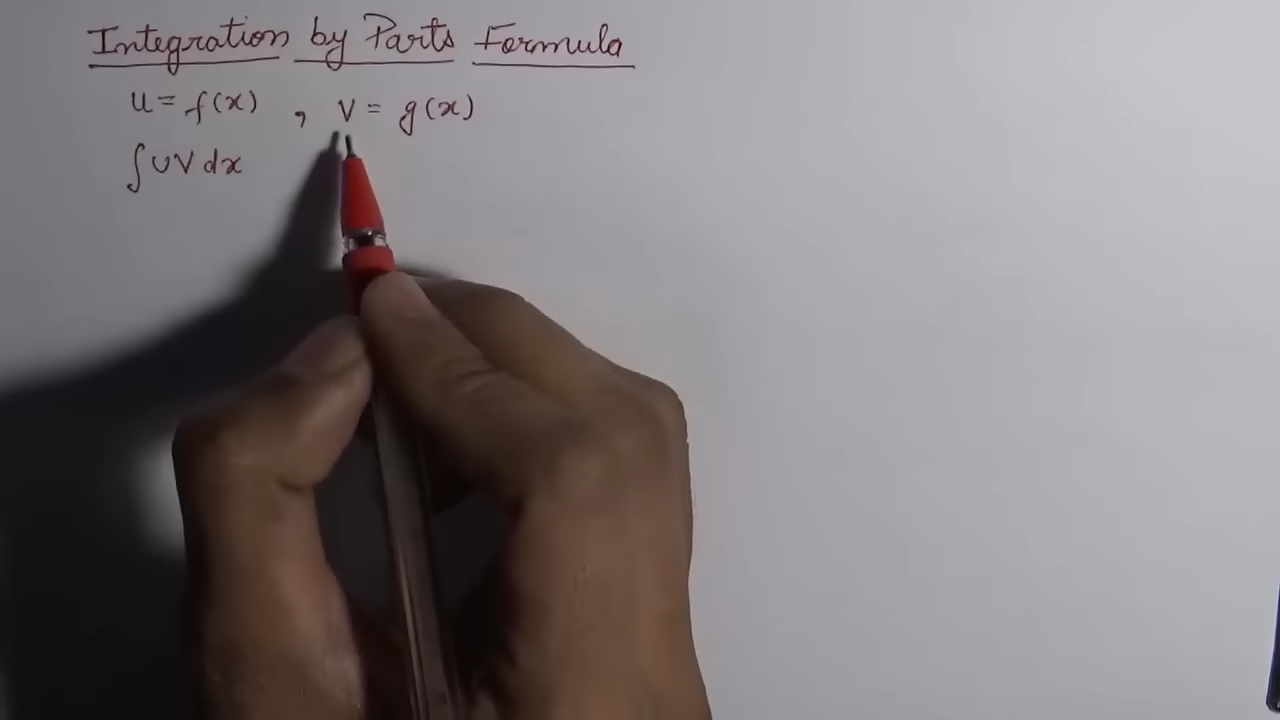 Integration by Parts Formula
u = f(x) , v = g(x)
∫uv dx